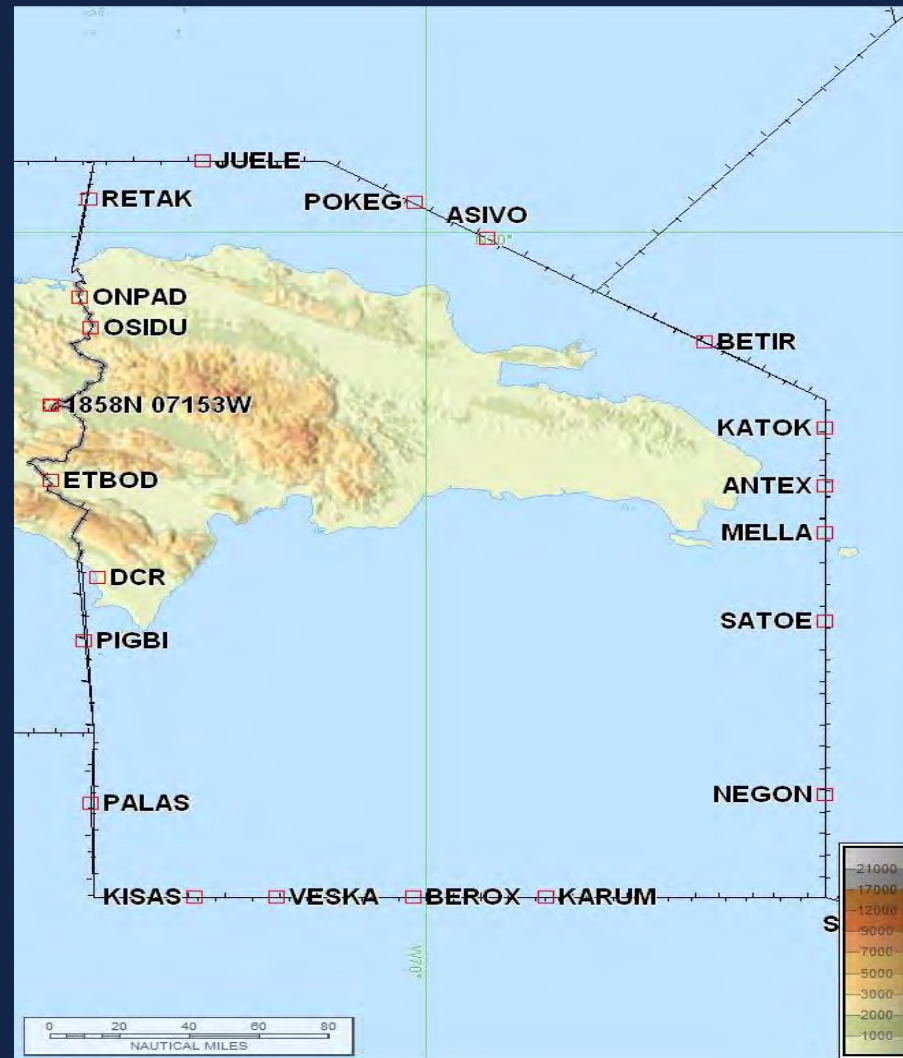 JUELE
RETAK
POKEG
ASIVO
N20°
ONPAD
OSIDU
BETIR
1858N 07153W
KATOK
ETBOD
ANTEX
MELLA
DCR
SATOE
PIGBI
PALAS
NEGON
KISAS
VESKA
BEROX
KARUM
S
W70°
21000
17000
12000
9000
7000
5000
3000
2000
1000
0 20 40 60 80
NAUTICAL MILES